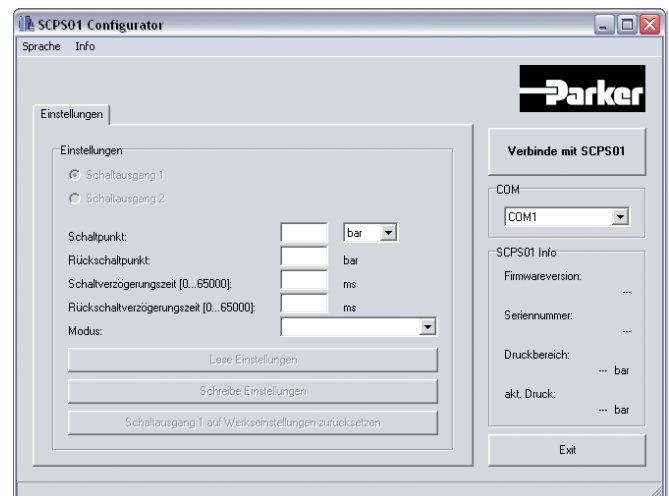 SCPS01 Configurator
Sprache Info
Parker
Einstellungen
Einstellungen
Schaltausgang 1
Schaltausgang 2
Schaltpunkt: bar
Rückschaltpunkt: bar
Schaltverzögerungszeit [0...65000]: ms
Rückschaltverzögerungszeit [0...65000]: ms
Modus:
Lese Einstellungen
Schreibe Einstellungen
Schaltausgang 1 auf Werkseinstellungen zurücksetzen
Verbinde mit SCPS01
COM
COM1
SCPS01 Info
Firmwareversion:
---
Seriennummer:
---
Druckbereich:
--- bar
akt. Druck:
--- bar
Exit